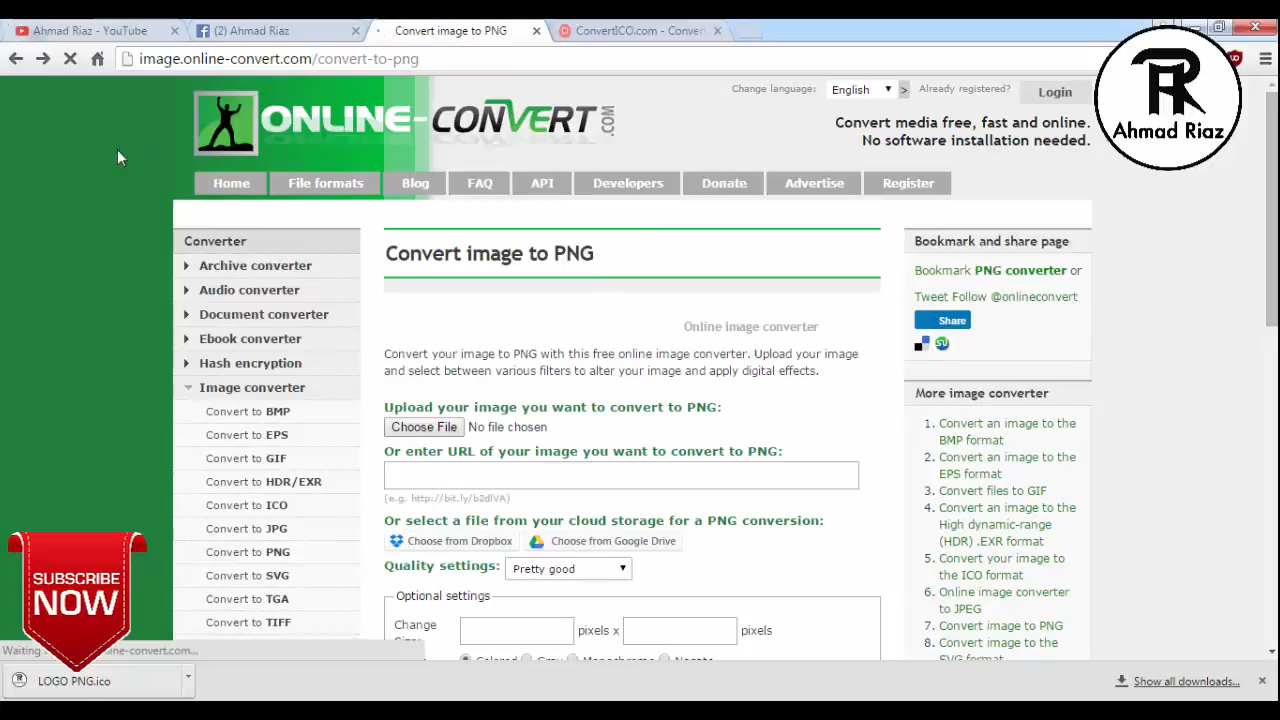 Ahmad Riaz - YouTube
(2) Ahmad Riaz
Convert image to PNG
ConvertICO.com - Convert
image.online-convert.com/convert-to-png
ONLINE-CONVERT.COM
Change language:
English
>
Already registered?
Login
Convert media free, fast and online.
No software installation needed.
Ahmad Riaz
Home
File formats
Blog
FAQ
API
Developers
Donate
Advertise
Register
Converter
Archive converter
Audio converter
Document converter
Ebook converter
Hash encryption
Image converter
Convert to BMP
Convert to EPS
Convert to GIF
Convert to HDR/EXR
Convert to ICO
Convert to JPG
Convert to PNG
Convert to SVG
Convert to TGA
Convert to TIFF
Convert image to PNG
Online image converter
Convert your image to PNG with this free online image converter. Upload your image
and select between various filters to alter your image and apply digital effects.
Upload your image you want to convert to PNG:
Choose File No file chosen
Or enter URL of your image you want to convert to PNG:
(e.g. http://bit.ly/b2dlVA)
Or select a file from your cloud storage for a PNG conversion:
Choose from Dropbox
Choose from Google Drive
Quality settings: Pretty good
Optional settings
Change
pixels x
pixels
Colored Gray Monochrome Negate
Bookmark and share page
Bookmark PNG converter or
Tweet Follow @onlineconvert
Share
More image converter
1. Convert an image to the
BMP format
2. Convert an image to the
EPS format
3. Convert files to GIF
4. Convert an image to the
High dynamic-range
(HDR) .EXR format
5. Convert your image to
the ICO format
6. Online image converter
to JPEG
7. Convert image to PNG
8. Convert image to the
SVG format
SUBSCRIBE
NOW
Waiting
online-convert.com...
LOGO PNG.ico
Show all downloads...